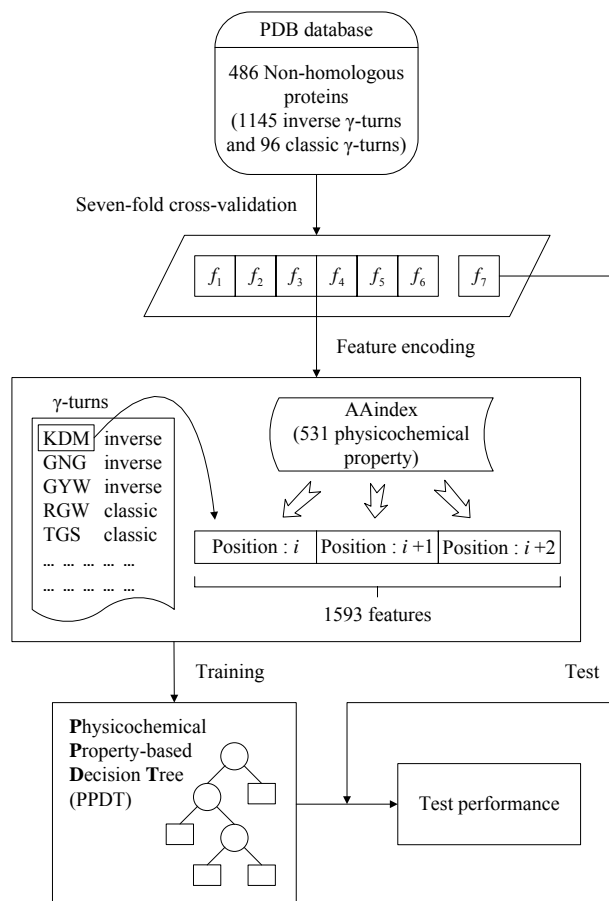 PDB database
486 Non-homologous
proteins
(1145 inverse γ-turns
and 96 classic γ-turns)
Seven-fold cross-validation
f1 f2 f3 f4 f5 f6 f7
Feature encoding
γ-turns
KDM inverse
GNG inverse
GYW inverse
RGW classic
TGS classic
... ... ... ... ...
... ... ... ... ...
AAindex
(531 physicochemical
property)
Position : i Position : i +1 Position : i +2
1593 features
Training
Test
Physicochemical
Property-based
Decision Tree
(PPDT)
Test performance